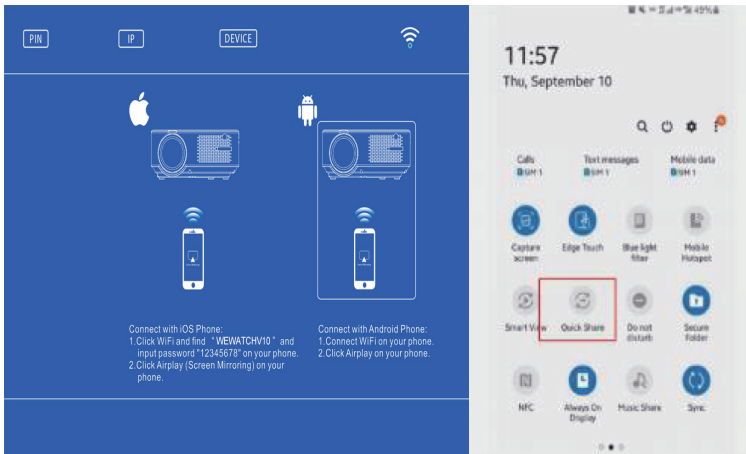 PIN
IP
DEVICE
Connect with iOS Phone:
1.Click WiFi and find " WEWATCHV10 " and
input password "12345678" on your phone.
2.Click Airplay (Screen Mirroring) on your
phone.
Connect with Android Phone:
1.Connect WiFi on your phone.
2.Click Airplay on your phone.
49%
11:57
Thu, September 10
Calls
SIM 1
Text messages
SIM 1
Mobile data
SIM 1
Capture
screen
Edge Touch
Blue light
filter
Mobile
Hotspot
Smart View
Quick Share
Do not
disturb
Secure
Folder
NFC
Always On
Display
Music Share
Sync